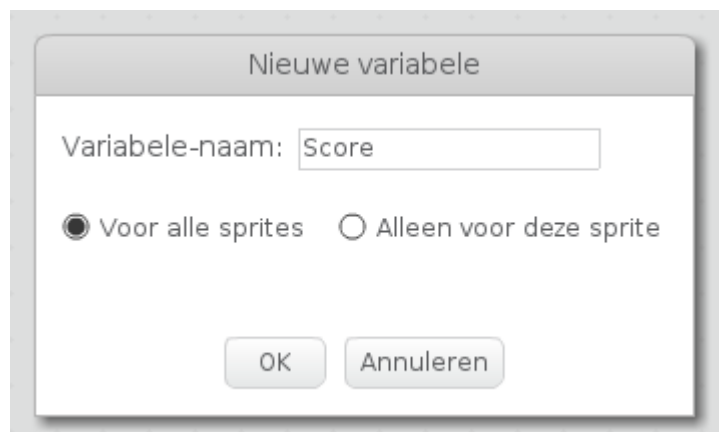 Nieuwe variabele
Variabele-naam: Score
Voor alle sprites Alleen voor deze sprite
OK Annuleren